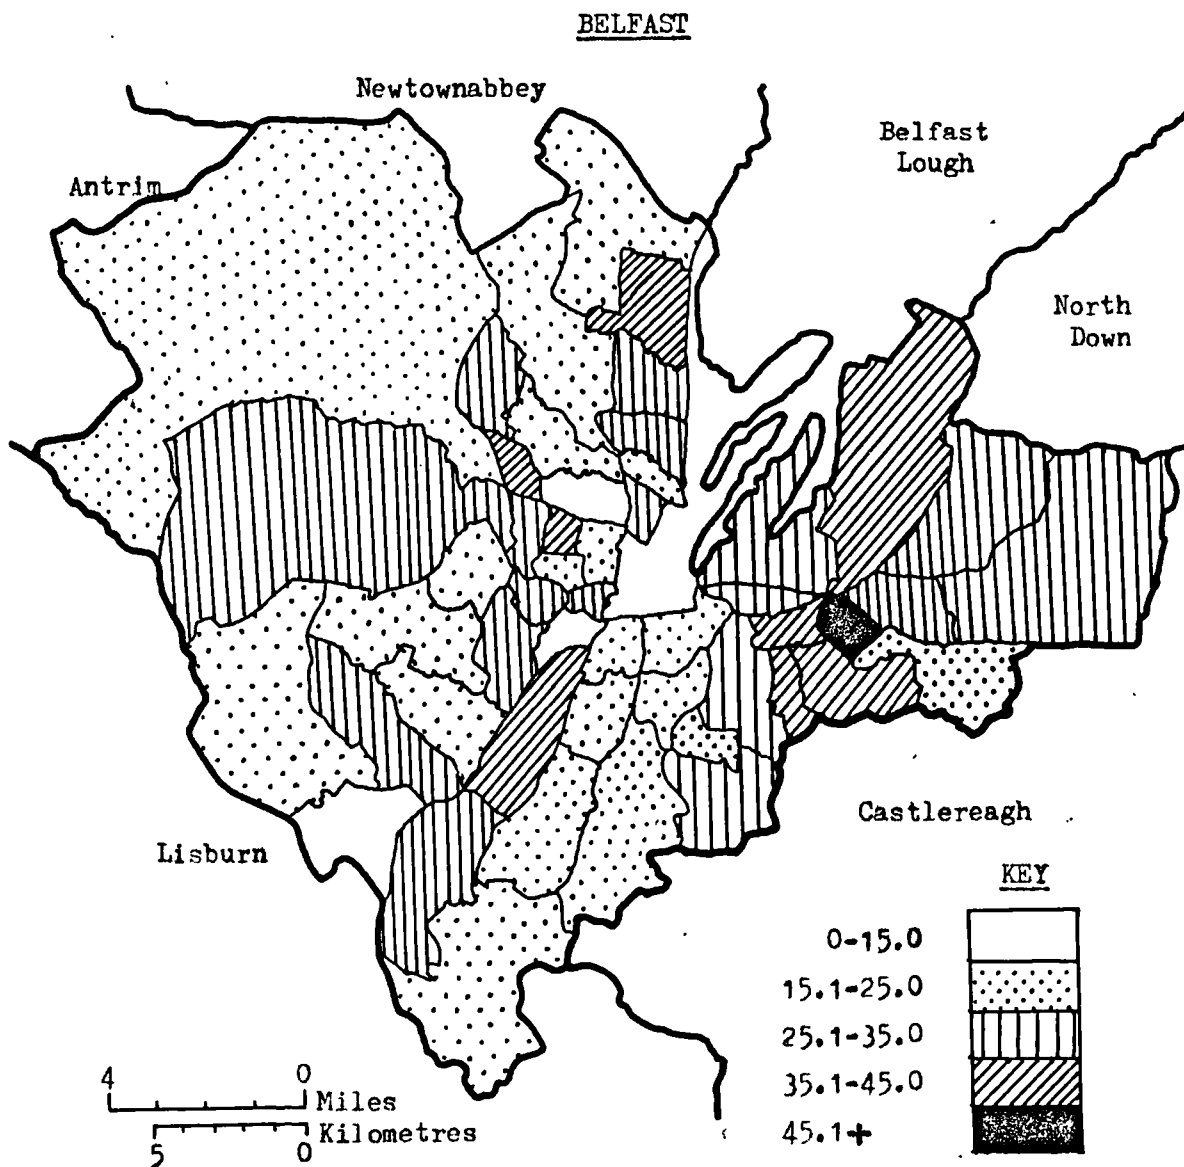 BELFAST
Newtownabbey
Belfast
Lough
Antrim
North
Down
Castlereagh
Lisburn
KEY
0-15.0
15.1-25.0
25.1-35.0
35.1-45.0
45.1+
4 0
Miles
Kilometres
5 0